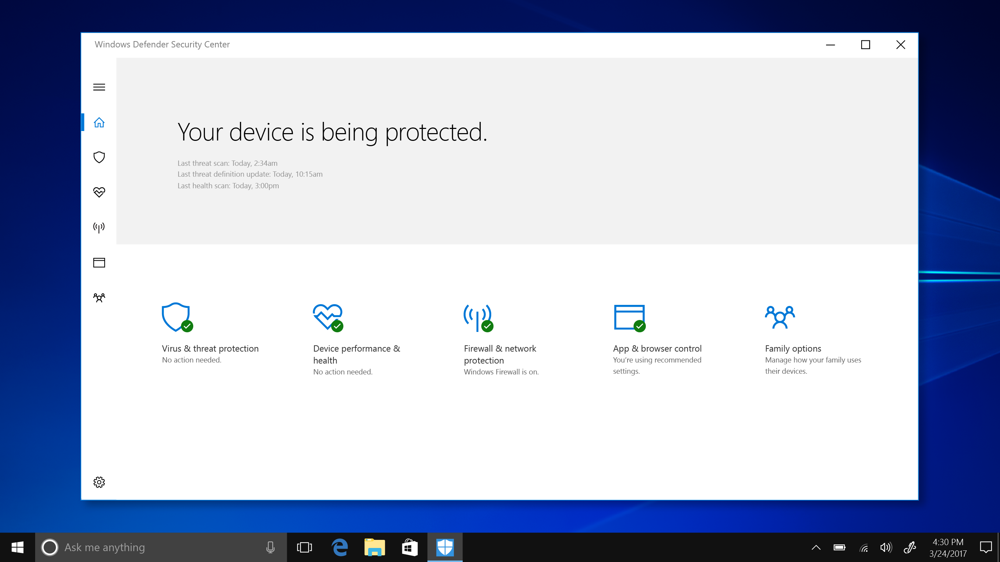 Windows Defender Security Center
Your device is being protected.
Last threat scan: Today, 2:34am
Last threat definition update: Today, 10:15am
Last health scan: Today, 3:00pm
Virus & threat protection
No action needed.
Device performance &
health
No action needed.
Firewall & network
protection
Windows Firewall is on.
App & browser control
You're using recommended
settings.
Family options
Manage how your family uses
their devices.
Ask me anything
4:30 PM
3/24/2017